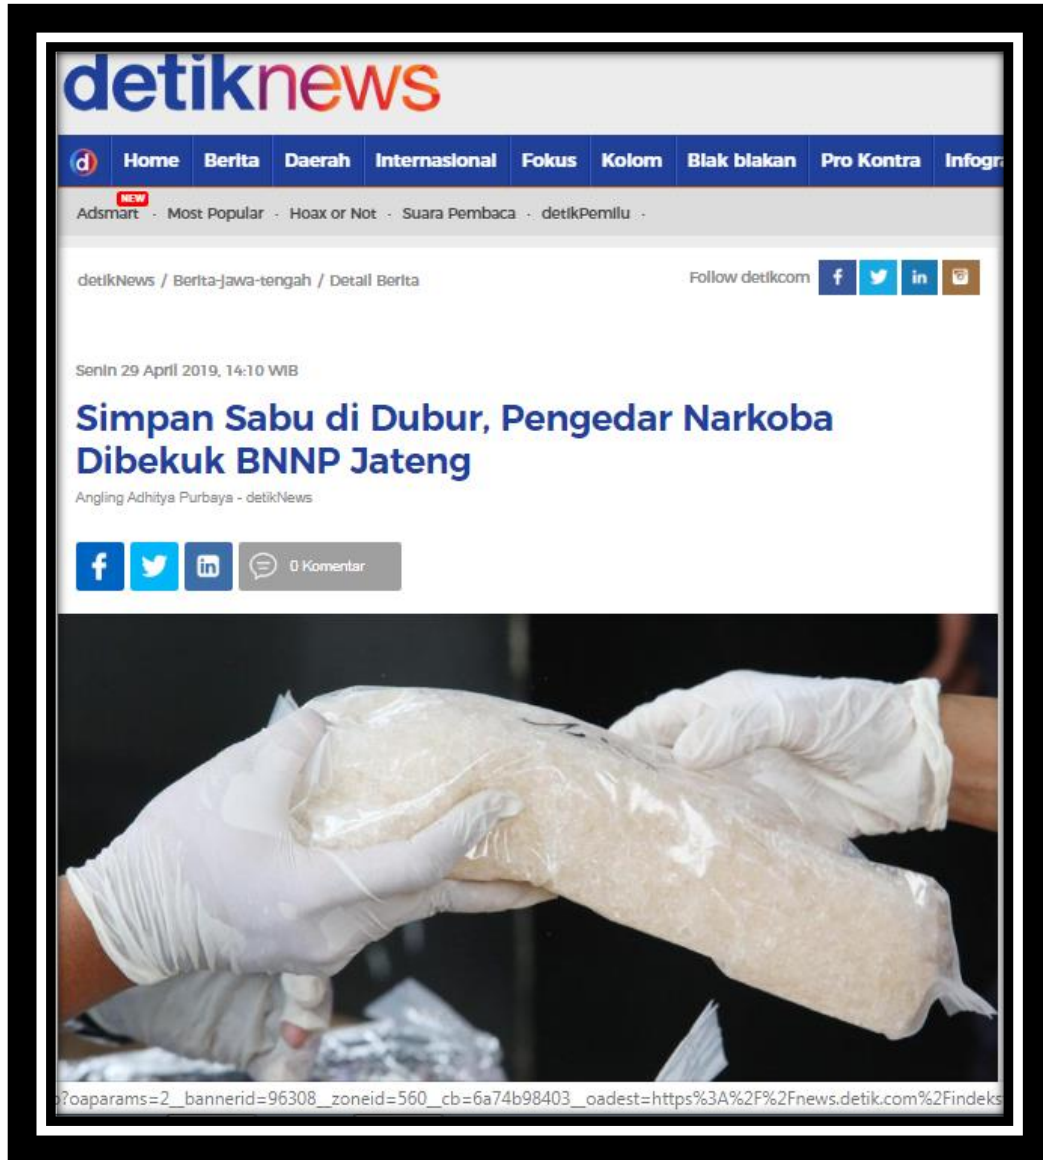 detiknews
d Home Berita Daerah Internasional Fokus Kolom Blak blakan Pro Kontra Infogra
NEW
Adsmart · Most Popular · Hoax or Not · Suara Pembaca · detikPemilu ·
detikNews / Berita-jawa-tengah / Detail Berita
Follow detikcom
Senin 29 April 2019, 14:10 WIB
Simpan Sabu di Dubur, Pengedar Narkoba
Dibekuk BNNP Jateng
Angling Adhitya Purbaya - detikNews
0 Komentar
?oaparams=2__bannerid=96308__zoneid=560__cb=6a74b98403__oadest=https%3A%2F%2Fnews.detik.com%2Findeks